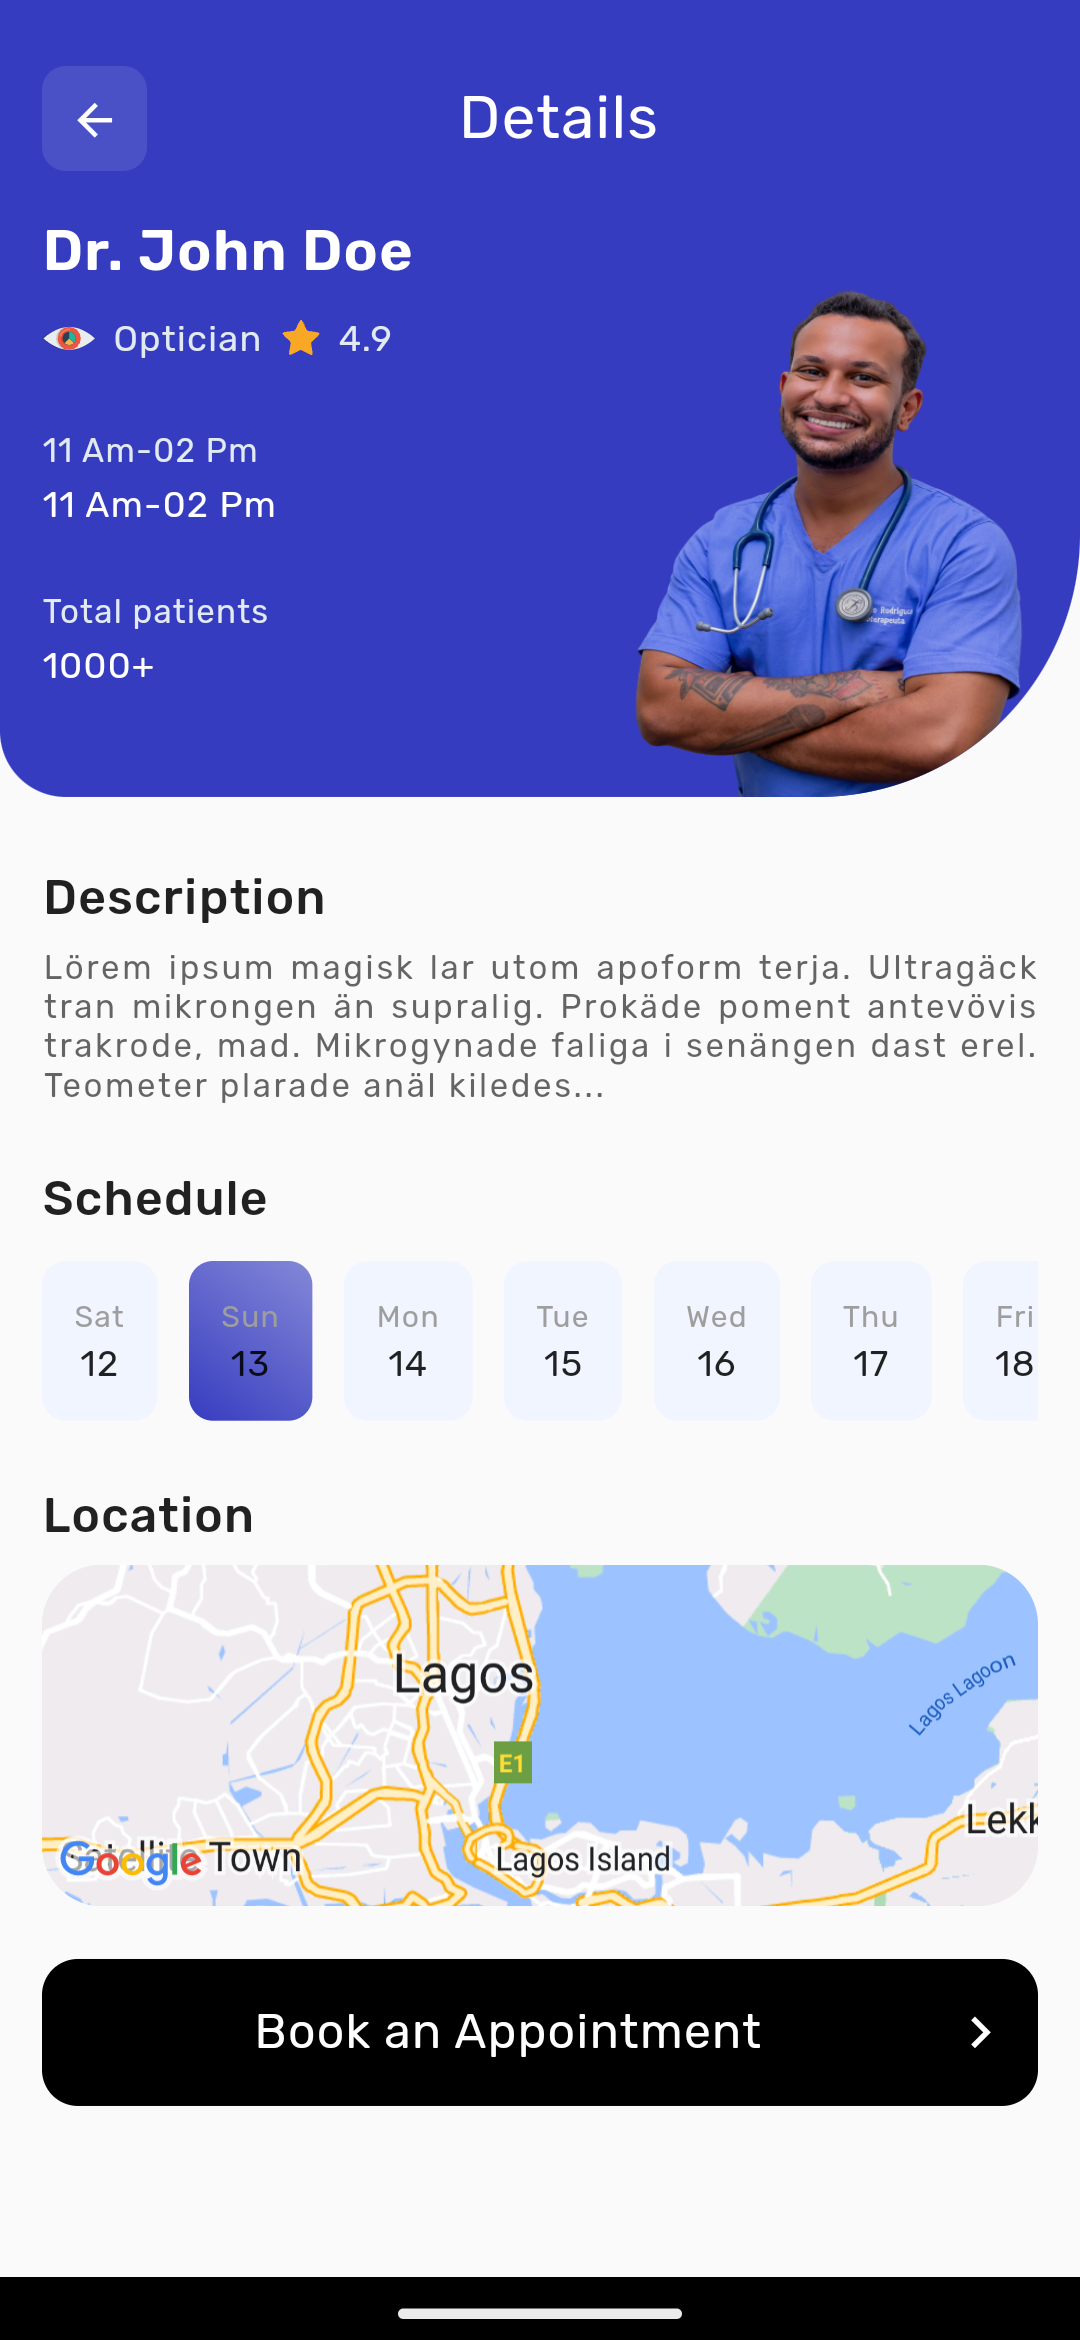 Details
Dr. John Doe
Optician 4.9
11 Am-02 Pm
11 Am-02 Pm
Total patients
1000+
Description
Lörem ipsum magisk lar utom apoform terja. Ultragäck
tran mikrongen än supralig. Prokäde poment antevövis
trakrode, mad. Mikrogynade faliga i senängen dast erel.
Teometer plarade anäl kiledes...
Schedule
Sat Sun Mon Tue Wed Thu Fri
12 13 14 15 16 17 18
Location
Lagos
Lagos Lagoon
E1
Lekk
Google Town
Lagos Island
Book an Appointment